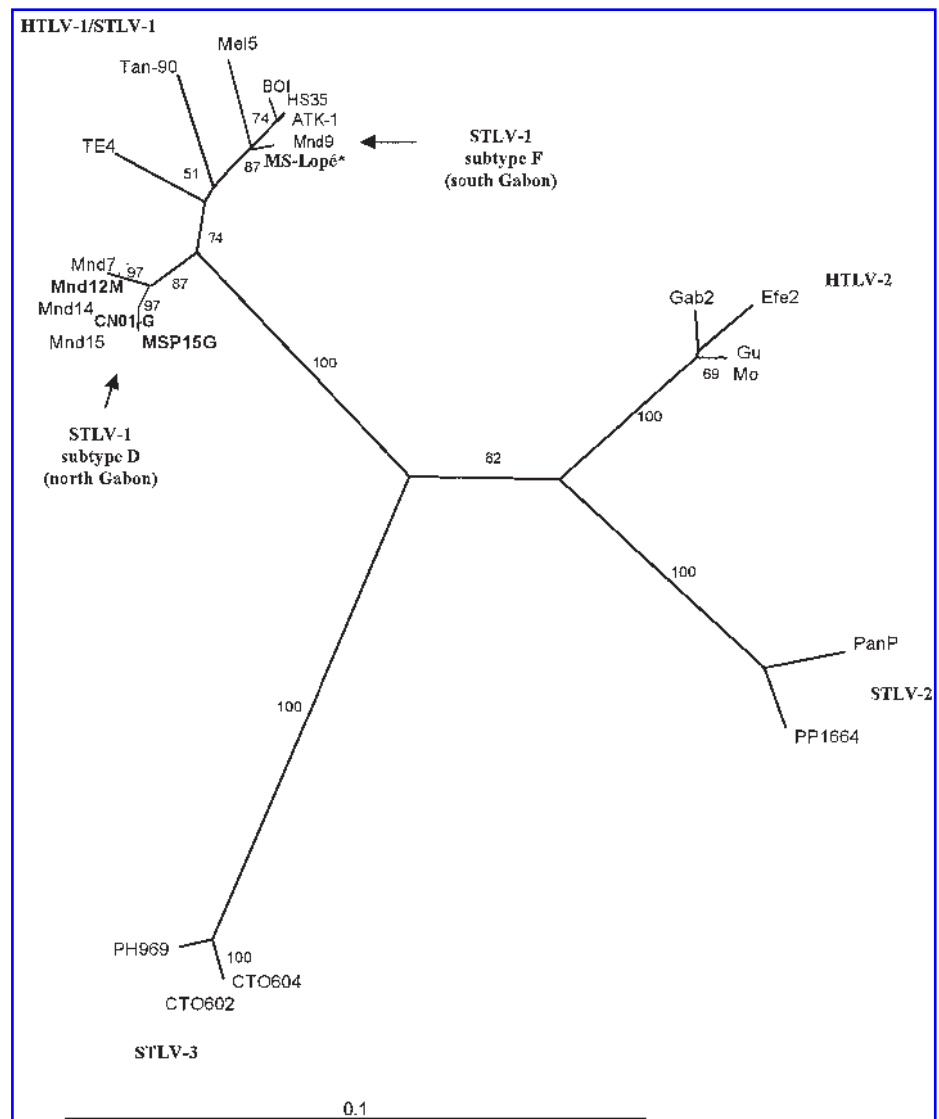 HTLV-1/STLV-1
Mel5
Tan-90
BOI
HS35
74
ATK-1
Mnd9
87
MS-Lopé*
STLV-1
subtype F
(south Gabon)
TE4
51
74
Mnd7
97
87
Mnd12M
Mnd14
97
CN01-G
Mnd15
MSP15G
STLV-1
subtype D
(north Gabon)
HTLV-2
Gab2
Efe2
Gu
69
Mo
100
100
82
100
PanP
STLV-2
PP1664
100
PH969
100
CTO604
CTO602
STLV-3
0.1